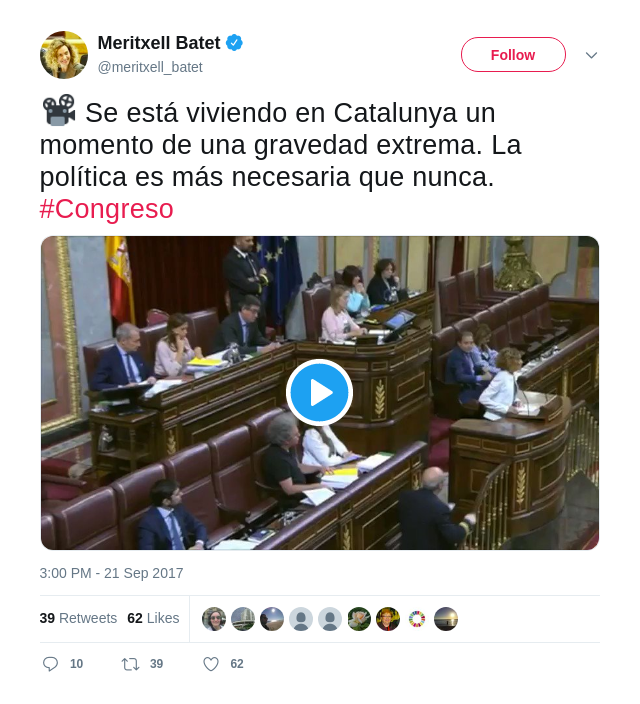 Meritxell Batet
@meritxell_batet
Follow
🎥 Se está viviendo en Catalunya un
momento de una gravedad extrema. La
política es más necesaria que nunca.
#Congreso
3:00 PM - 21 Sep 2017
39 Retweets 62 Likes
10 39 62